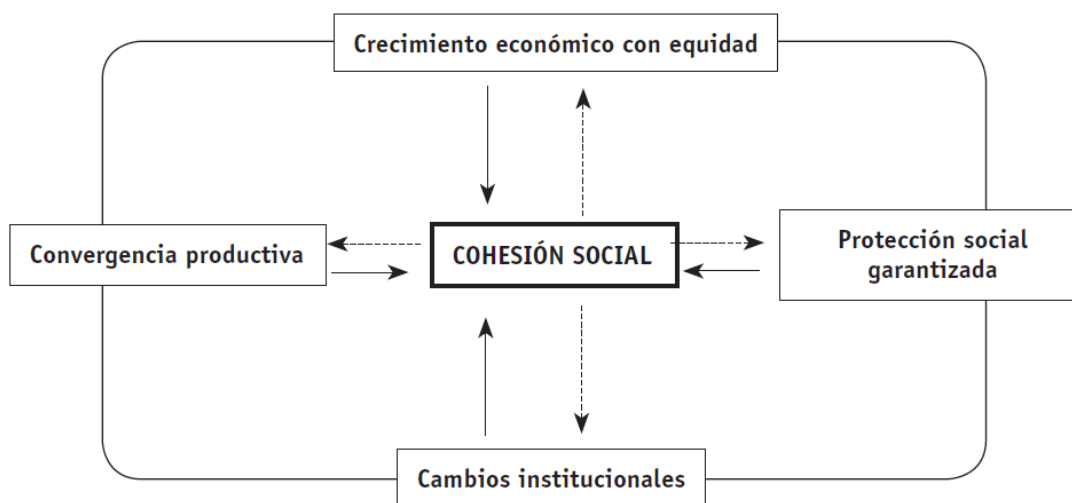 Crecimiento económico con equidad
Convergencia productiva
COHESIÓN SOCIAL
Protección social
garantizada
Cambios institucionales